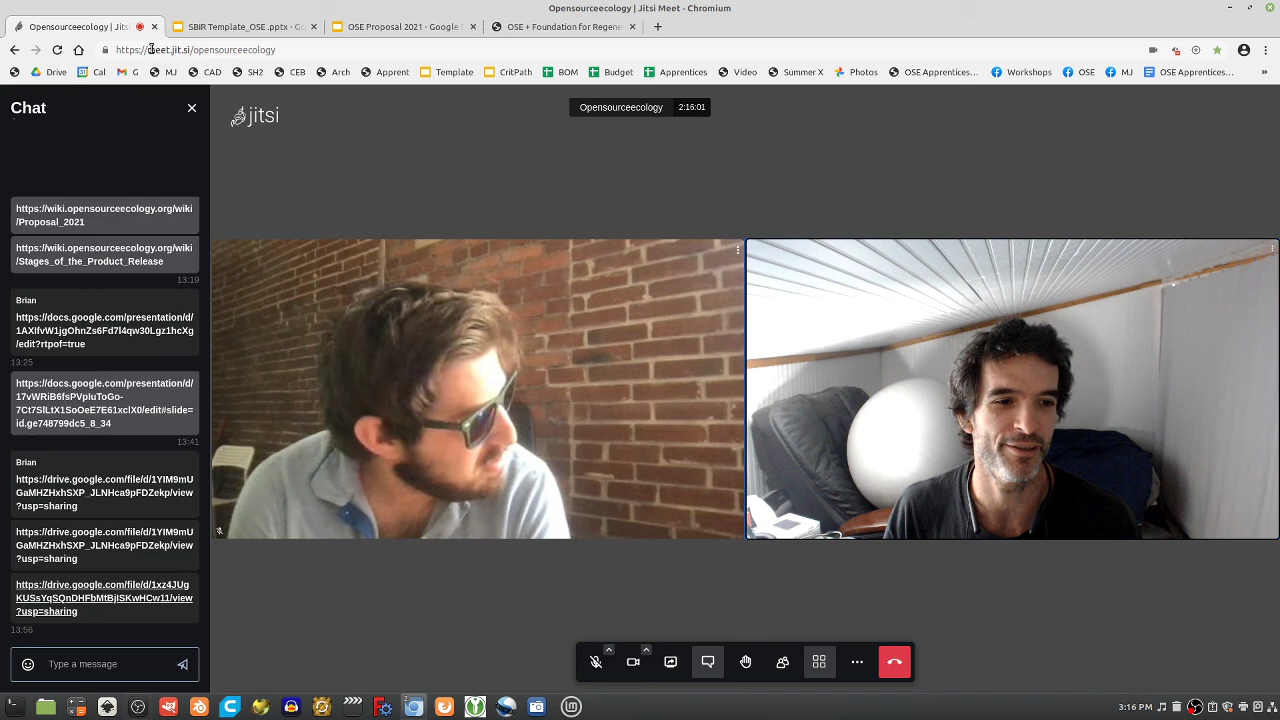 Opensourceecology | Jitsi Meet - Chromium
Opensourceecology | Jits
SBIR Template_OSE .pptx - Go
OSE Proposal 2021 - Google S
OSE + Foundation for Regene
https://meet.jit.si/opensourceecology
Drive
Cal
G
MJ
CAD
SH2
CEB
Arch
Apprent
Template
CritPath
BOM
Budget
Apprentices
Video
Summer X
Photos
OSE Apprentices...
Workshops
OSE
MJ
OSE Apprentices...
»
Chat
jitsi
Opensourceecology 2:16:01
https://wiki.opensourceecology.org/wiki
/Proposal_2021
https://wiki.opensourceecology.org/wiki
/Stages_of_the_Product_Release
13:19
Brian
https://docs.google.com/presentation/d/
1AXIfvW1jgOhnZs6Fd7l4qw30Lgz1hcXg
/edit?rtpof=true
13:25
https://docs.google.com/presentation/d/
17vWRiB6fsPVpIuToGo-
7Ct7SlLtX1SoOeE7E61xclX0/edit#slide=
id.ge748799dc5_8_34
13:41
Brian
https://drive.google.com/file/d/1YIM9mU
GaMHZHxhSXP_JLNHca9pFDZekp/view
?usp=sharing
https://drive.google.com/file/d/1YIM9mU
GaMHZHxhSXP_JLNHca9pFDZekp/view
?usp=sharing
https://drive.google.com/file/d/1xz4JUg
KUSsYqSQnDHFbMtBjISKwHCw11/view
?usp=sharing
13:56
Type a message
3:16 PM